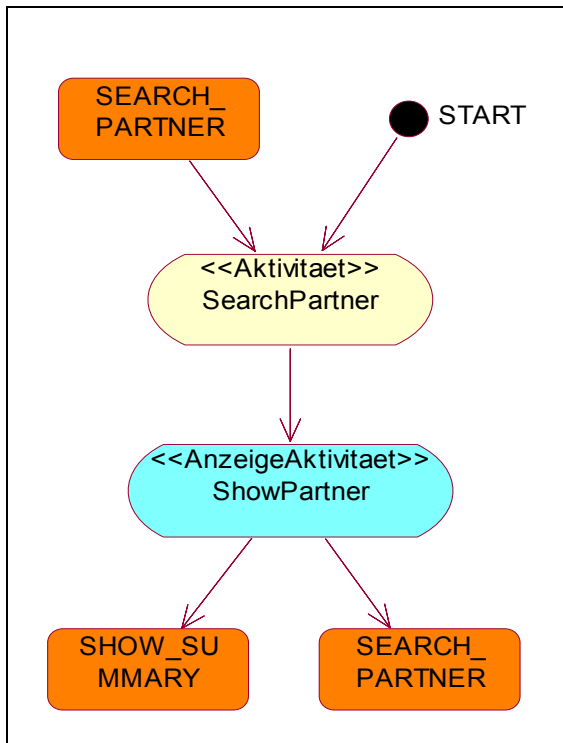 SEARCH_
PARTNER
START
<<Aktivitaet>>
SearchPartner
<<AnzeigeAktivitaet>>
ShowPartner
SHOW_SU
MMARY
SEARCH_
PARTNER